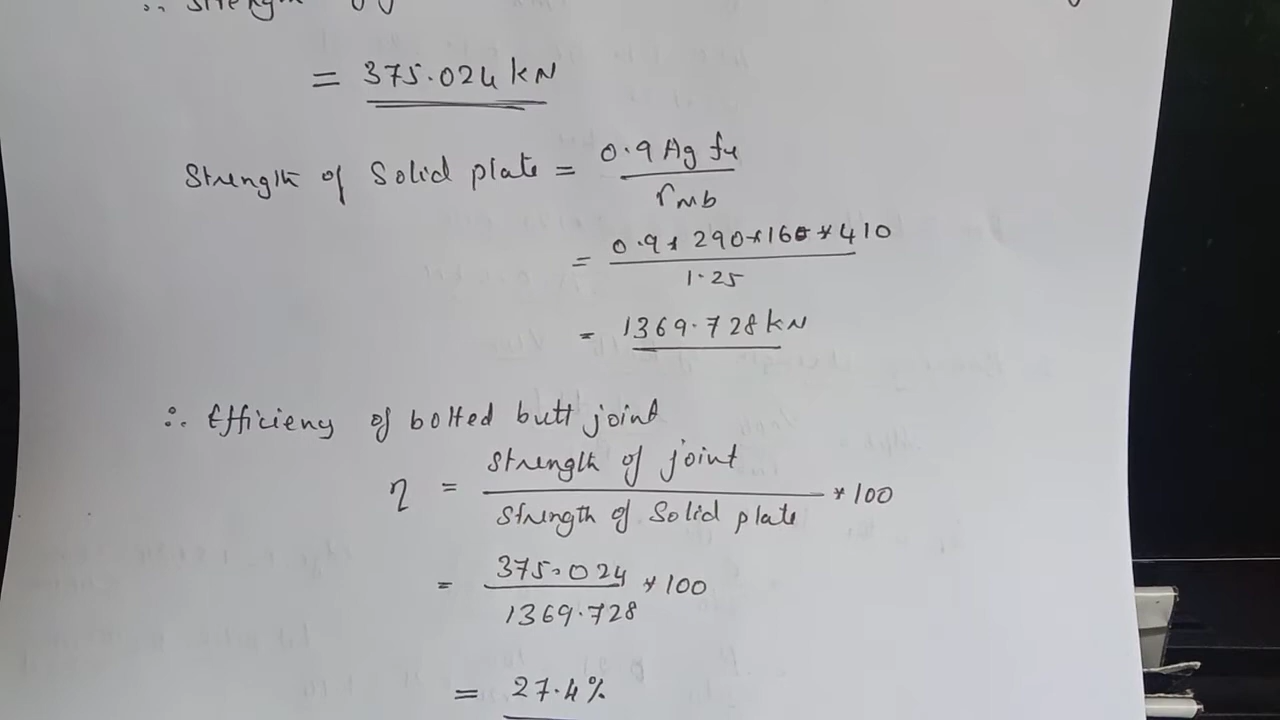 ∴ Strength
= 375.024 kN
Strength of Solid plate = 0.9 Ag fu / rmb
= 0.9 * 290 * 160 * 410 / 1.25
= 1369.728 kN
∴ Efficieny of bolted butt joint
η = Strength of joint / Strength of Solid plate * 100
= 375.024 / 1369.728 * 100
= 27.4%